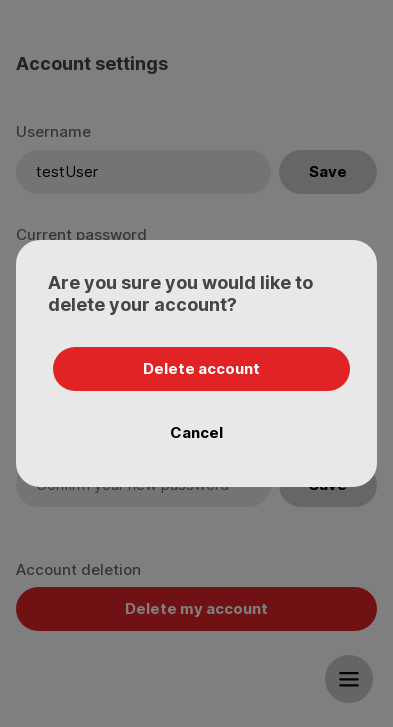 Account settings
Username
testUser
Save
Current password
Are you sure you would like to
delete your account?
Delete account
Cancel
Confirm your new password
Save
Account deletion
Delete my account